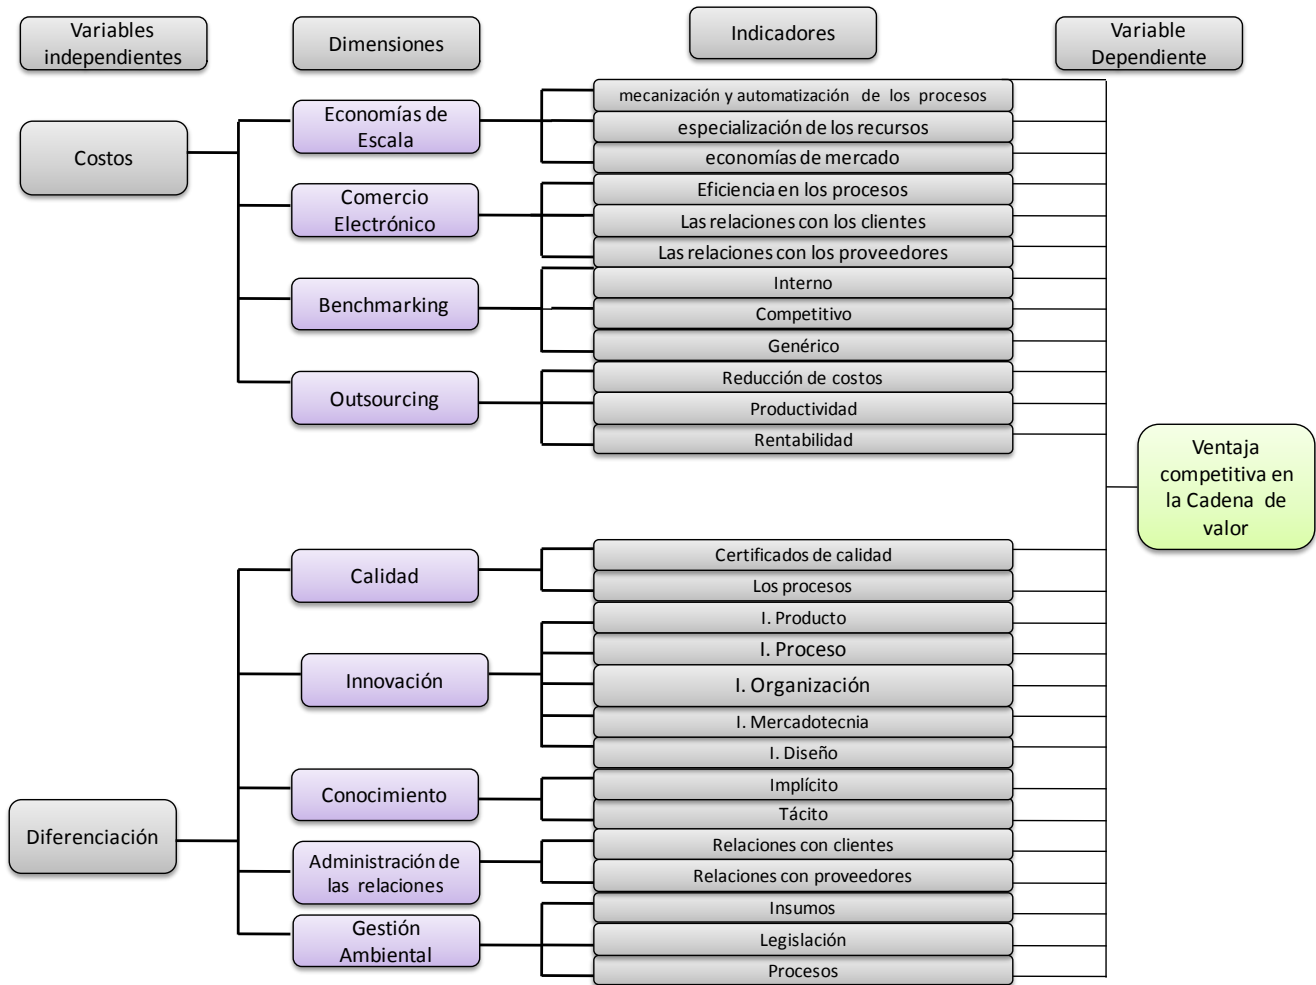 Variables
independientes
Dimensiones
Indicadores
Variable
Dependiente
Costos
Economías de
Escala
mecanización y automatización de los procesos
especialización de los recursos
economías de mercado
Comercio
Electrónico
Eficiencia en los procesos
Las relaciones con los clientes
Las relaciones con los proveedores
Benchmarking
Interno
Competitivo
Genérico
Outsourcing
Reducción de costos
Productividad
Rentabilidad
Ventaja
competitiva en
la Cadena de
valor
Diferenciación
Calidad
Certificados de calidad
Los procesos
Innovación
I. Producto
I. Proceso
I. Organización
I. Mercadotecnia
I. Diseño
Conocimiento
Implícito
Tácito
Administración de
las relaciones
Relaciones con clientes
Relaciones con proveedores
Gestión
Ambiental
Insumos
Legislación
Procesos